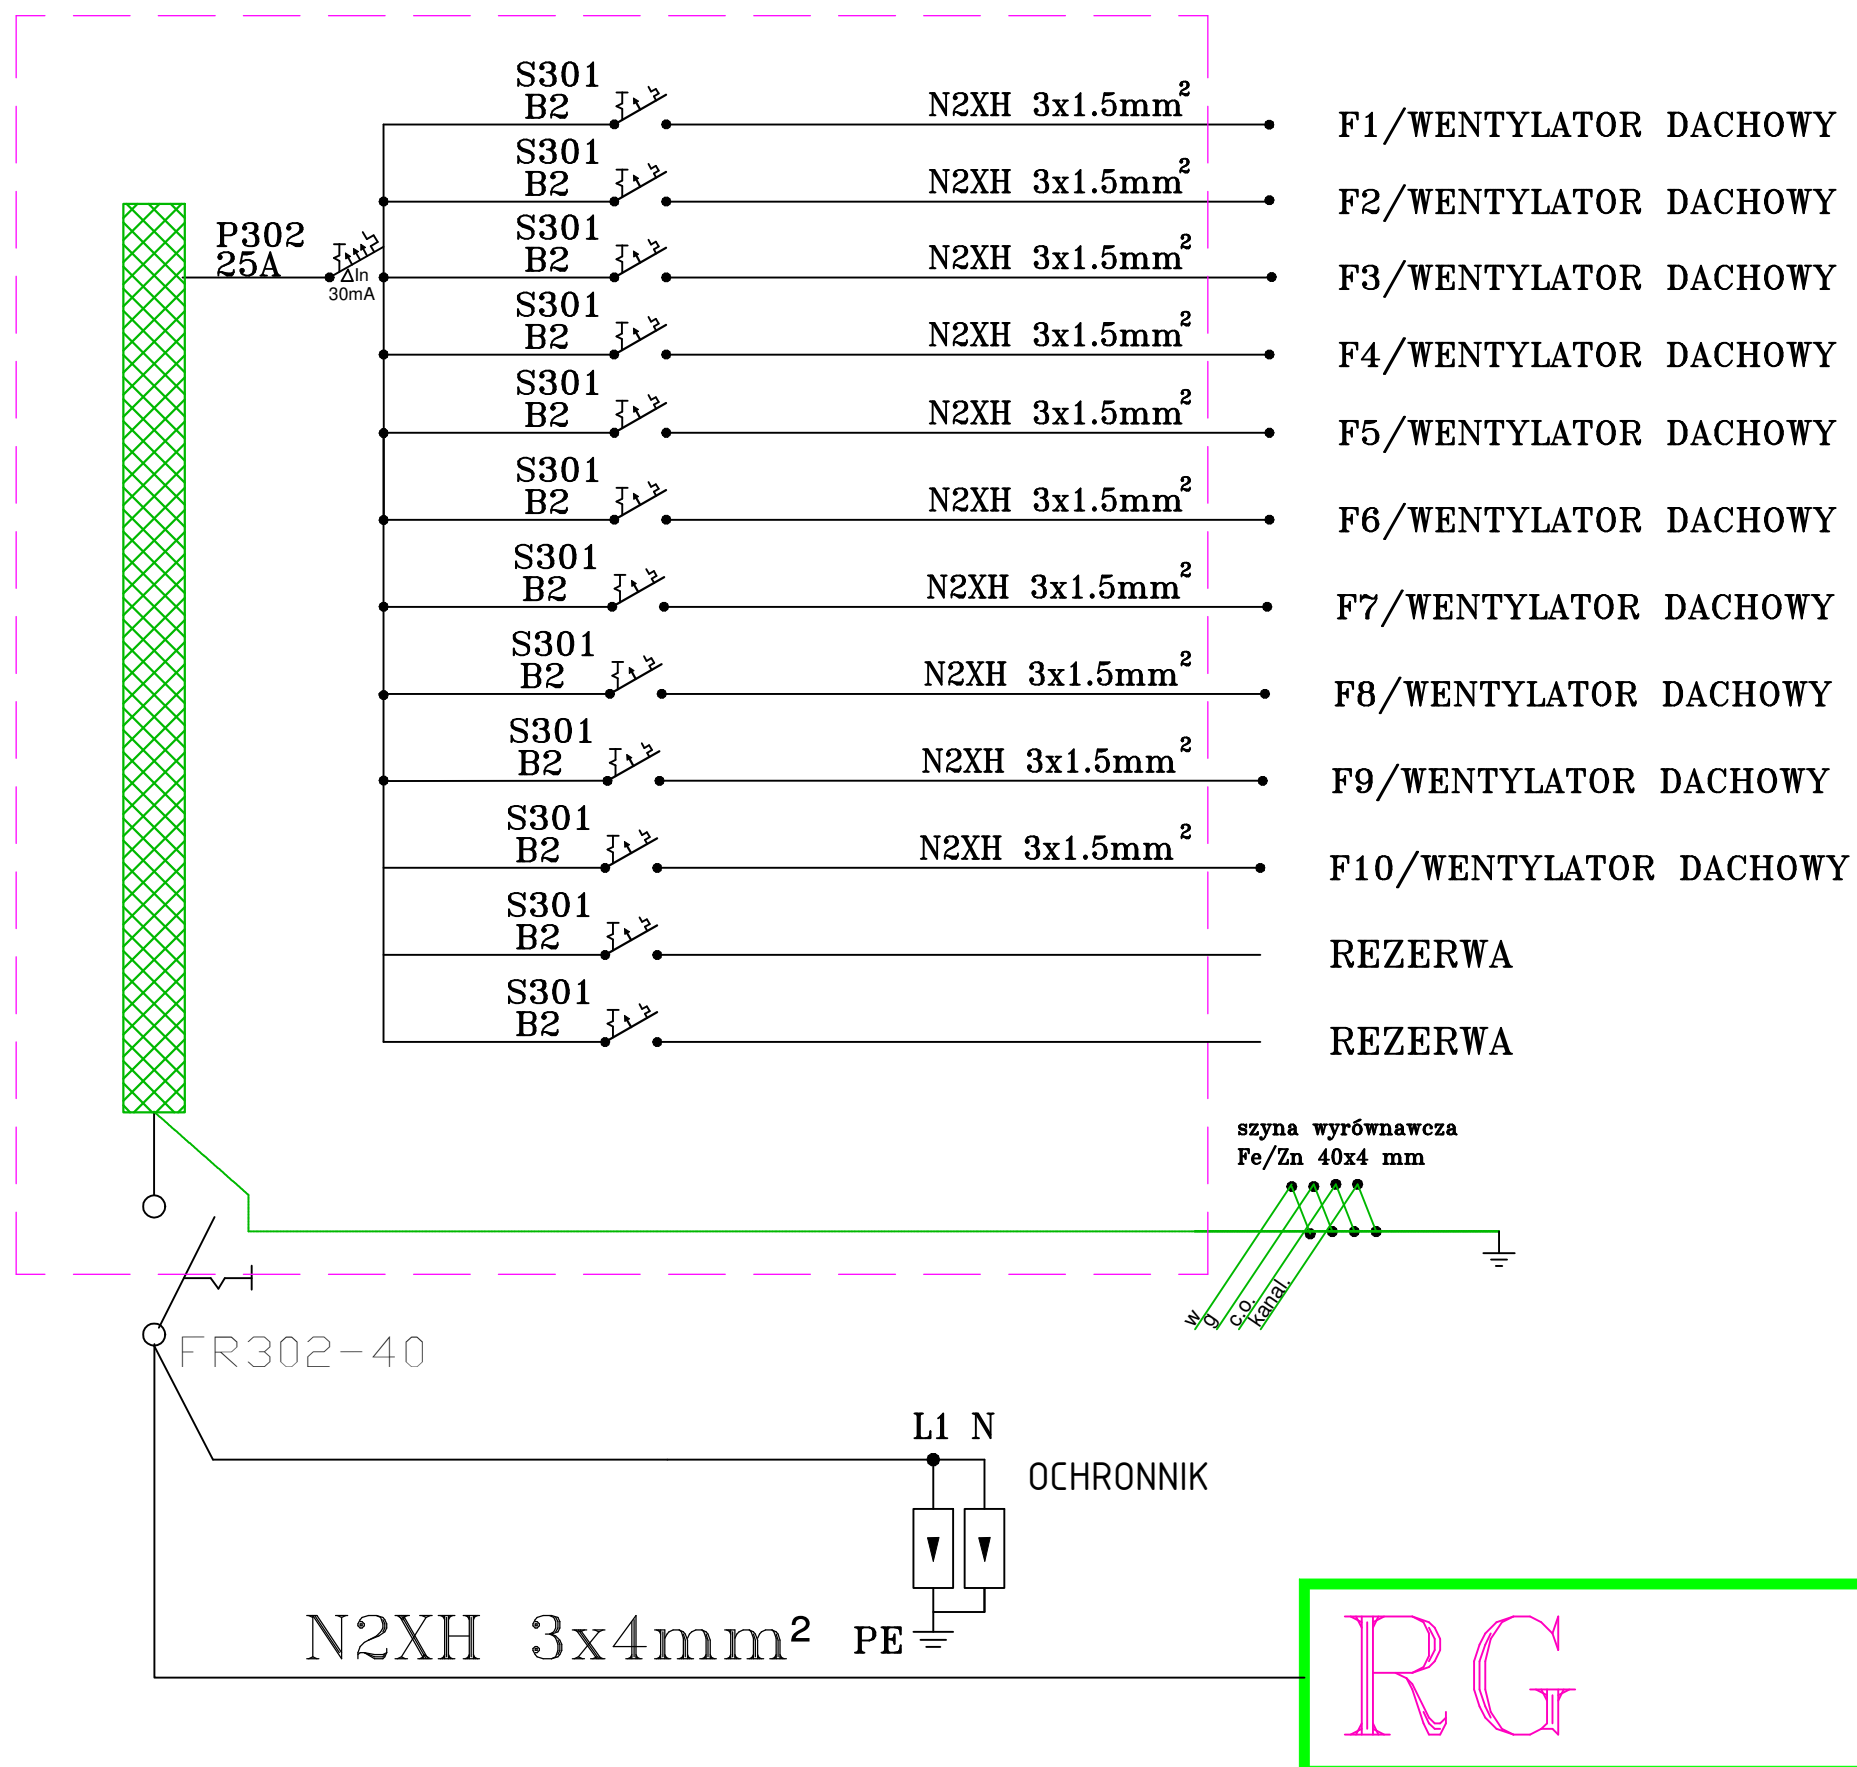 S301
B2
N2XH 3x1.5mm²
F1/WENTYLATOR DACHOWY
S301
B2
N2XH 3x1.5mm²
F2/WENTYLATOR DACHOWY
P302
25A
ΔIn
30mA
S301
B2
N2XH 3x1.5mm²
F3/WENTYLATOR DACHOWY
S301
B2
N2XH 3x1.5mm²
F4/WENTYLATOR DACHOWY
S301
B2
N2XH 3x1.5mm²
F5/WENTYLATOR DACHOWY
S301
B2
N2XH 3x1.5mm²
F6/WENTYLATOR DACHOWY
S301
B2
N2XH 3x1.5mm²
F7/WENTYLATOR DACHOWY
S301
B2
N2XH 3x1.5mm²
F8/WENTYLATOR DACHOWY
S301
B2
N2XH 3x1.5mm²
F9/WENTYLATOR DACHOWY
S301
B2
N2XH 3x1.5mm²
F10/WENTYLATOR DACHOWY
S301
B2
REZERWA
S301
B2
REZERWA
szyna wyrównawcza
Fe/Zn 40x4 mm
w
g
c.o.
kanal.
FR302-40
L1 N
OCHRONNIK
N2XH 3x4mm²
PE
RG